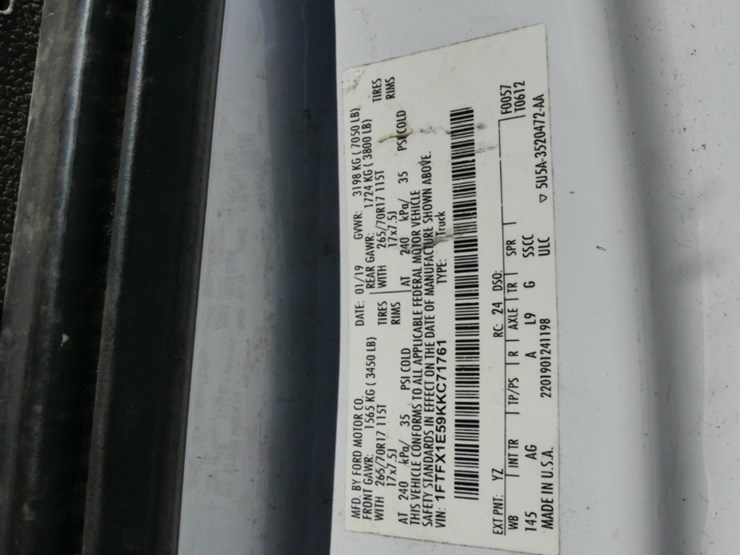 MFD. BY FORD MOTOR CO. DATE: 01/19 GVWR: 3198 KG ( 7050 LB)
FRONT GAWR: 1565 KG ( 3450 LB) REAR GAWR: 1724 KG ( 3800 LB)
WITH 265/70R17 115T TIRES WITH 265/70R17 115T TIRES
17x7.5J RIMS 17x7.5J RIMS
AT 240 kPa/ 35 PSI COLD AT 240 kPa/ 35 PSI COLD
THIS VEHICLE CONFORMS TO ALL APPLICABLE FEDERAL MOTOR VEHICLE
SAFETY STANDARDS IN EFFECT ON THE DATE OF MANUFACTURE SHOWN ABOVE.
VIN: 1FTFX1E59KKC71761 TYPE: Truck
EXT PNT: YZ RC: 24 DSO: F0057
WB INT TR TP/PS R AXLE TR SPR T0612
145 AG A L9 G SSCC
MADE IN U.S.A. 2201901241198 ULC ▽ 5U5A-3520472-AA